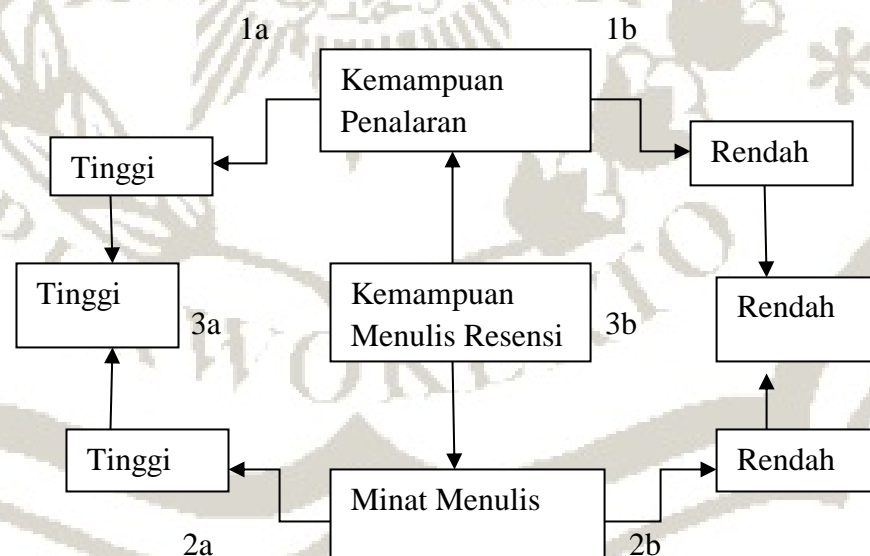 1a
1b
Kemampuan
Penalaran
Tinggi
Rendah
Tinggi
3a
Kemampuan
Menulis Resensi
3b
Rendah
Tinggi
Minat Menulis
Rendah
2a
2b